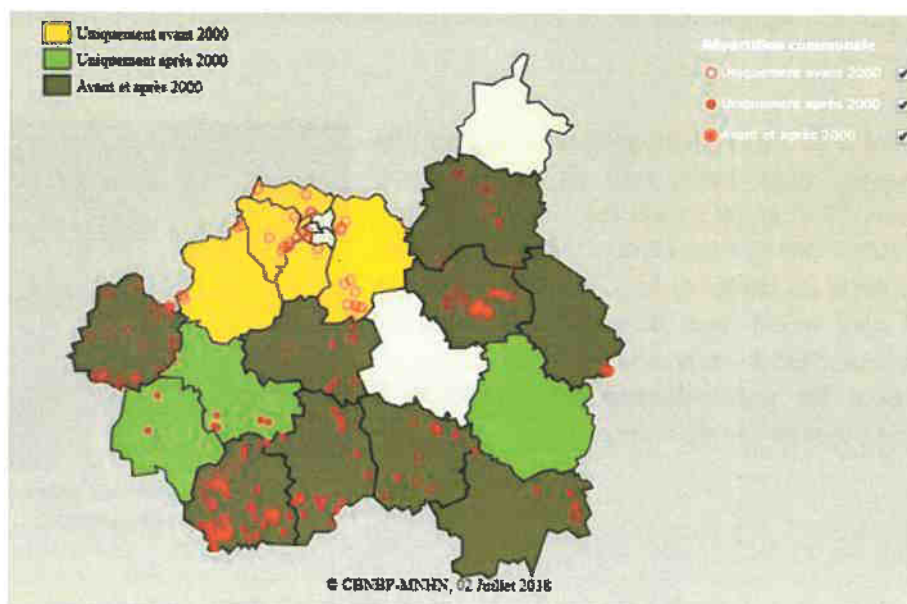 Uniquement avant 2000
Uniquement après 2000
Avant et après 2000
Répartition communale
Uniquement avant 2000
Uniquement après 2000
Avant et après 2000
© CBNBP-MNHN, 02 Juillet 2018